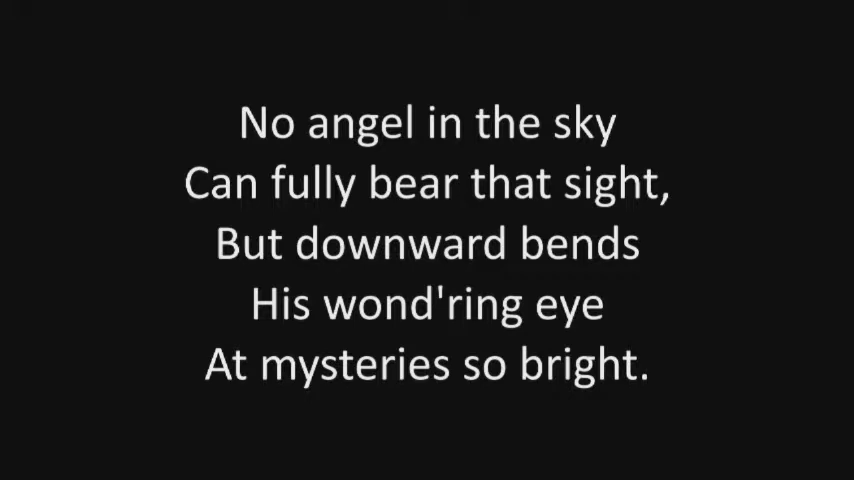 No angel in the sky
Can fully bear that sight,
But downward bends
His wond'ring eye
At mysteries so bright.